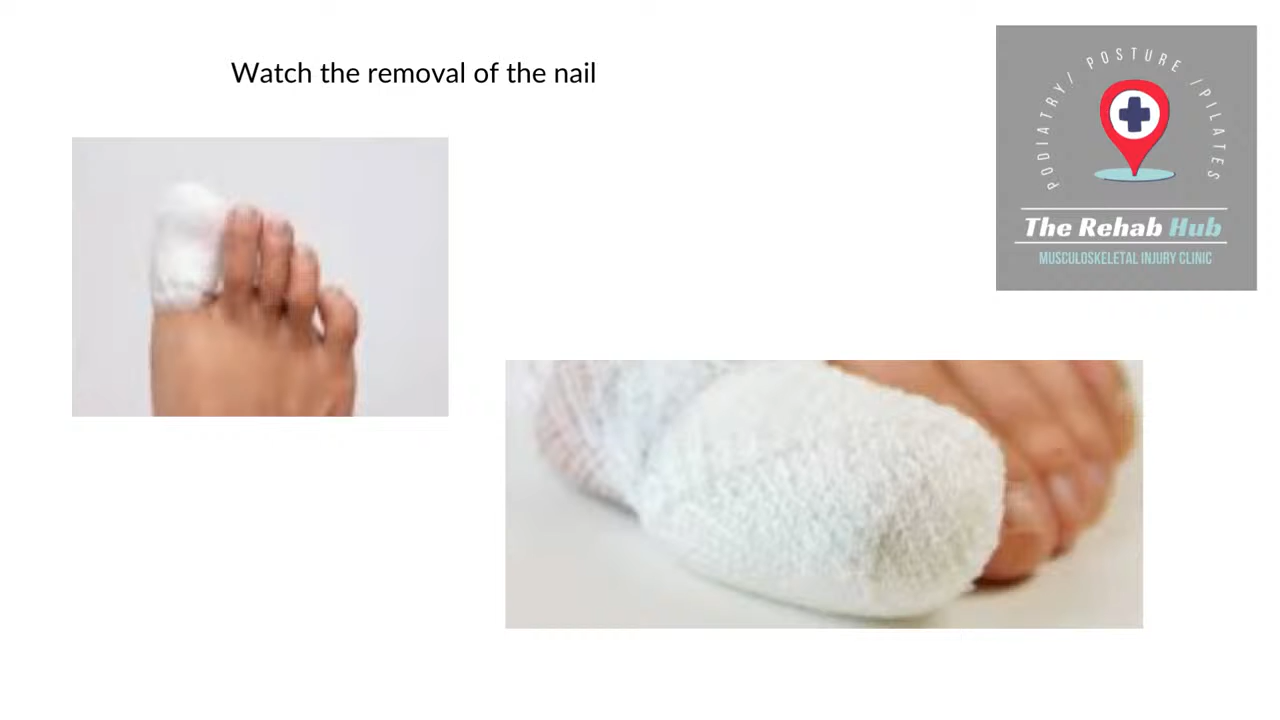 Watch the removal of the nail
PODIATRY/ POSTURE /PILATES
The Rehab Hub
MUSCULOSKELETAL INJURY CLINIC